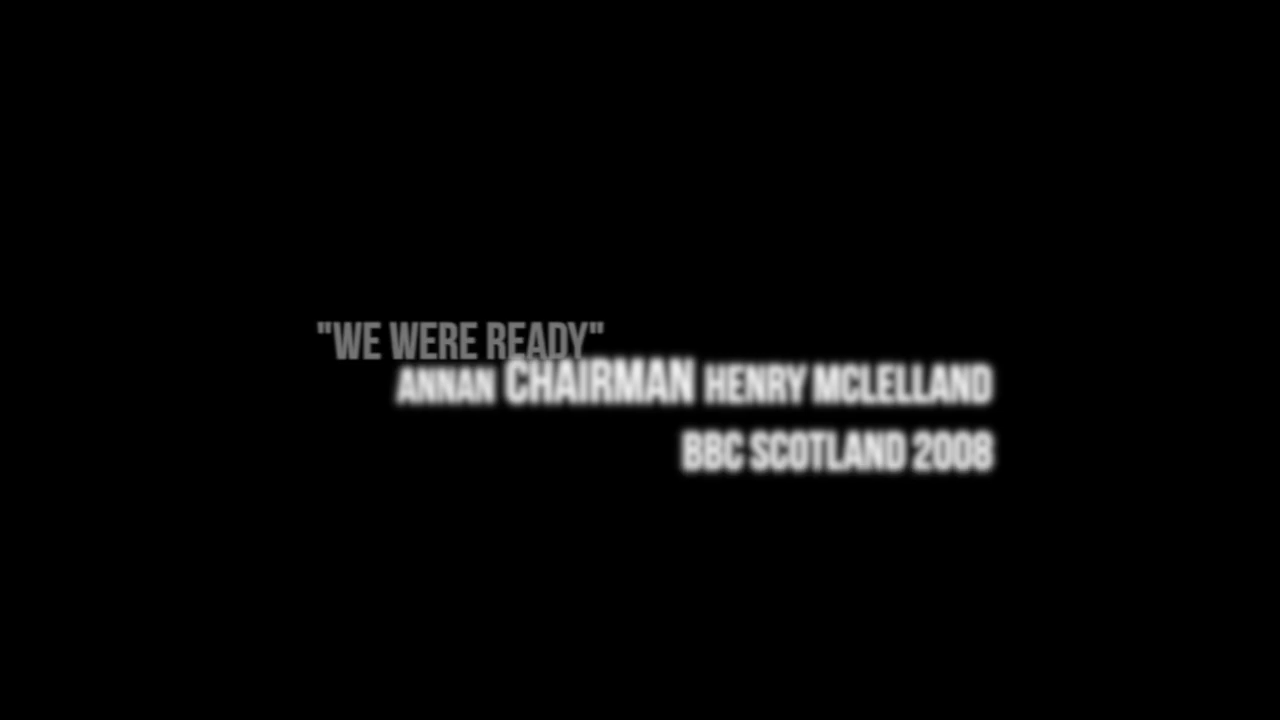 "WE WERE READY"
ANNAN CHAIRMAN HENRY MCLELLAND
BBC SCOTLAND 2008